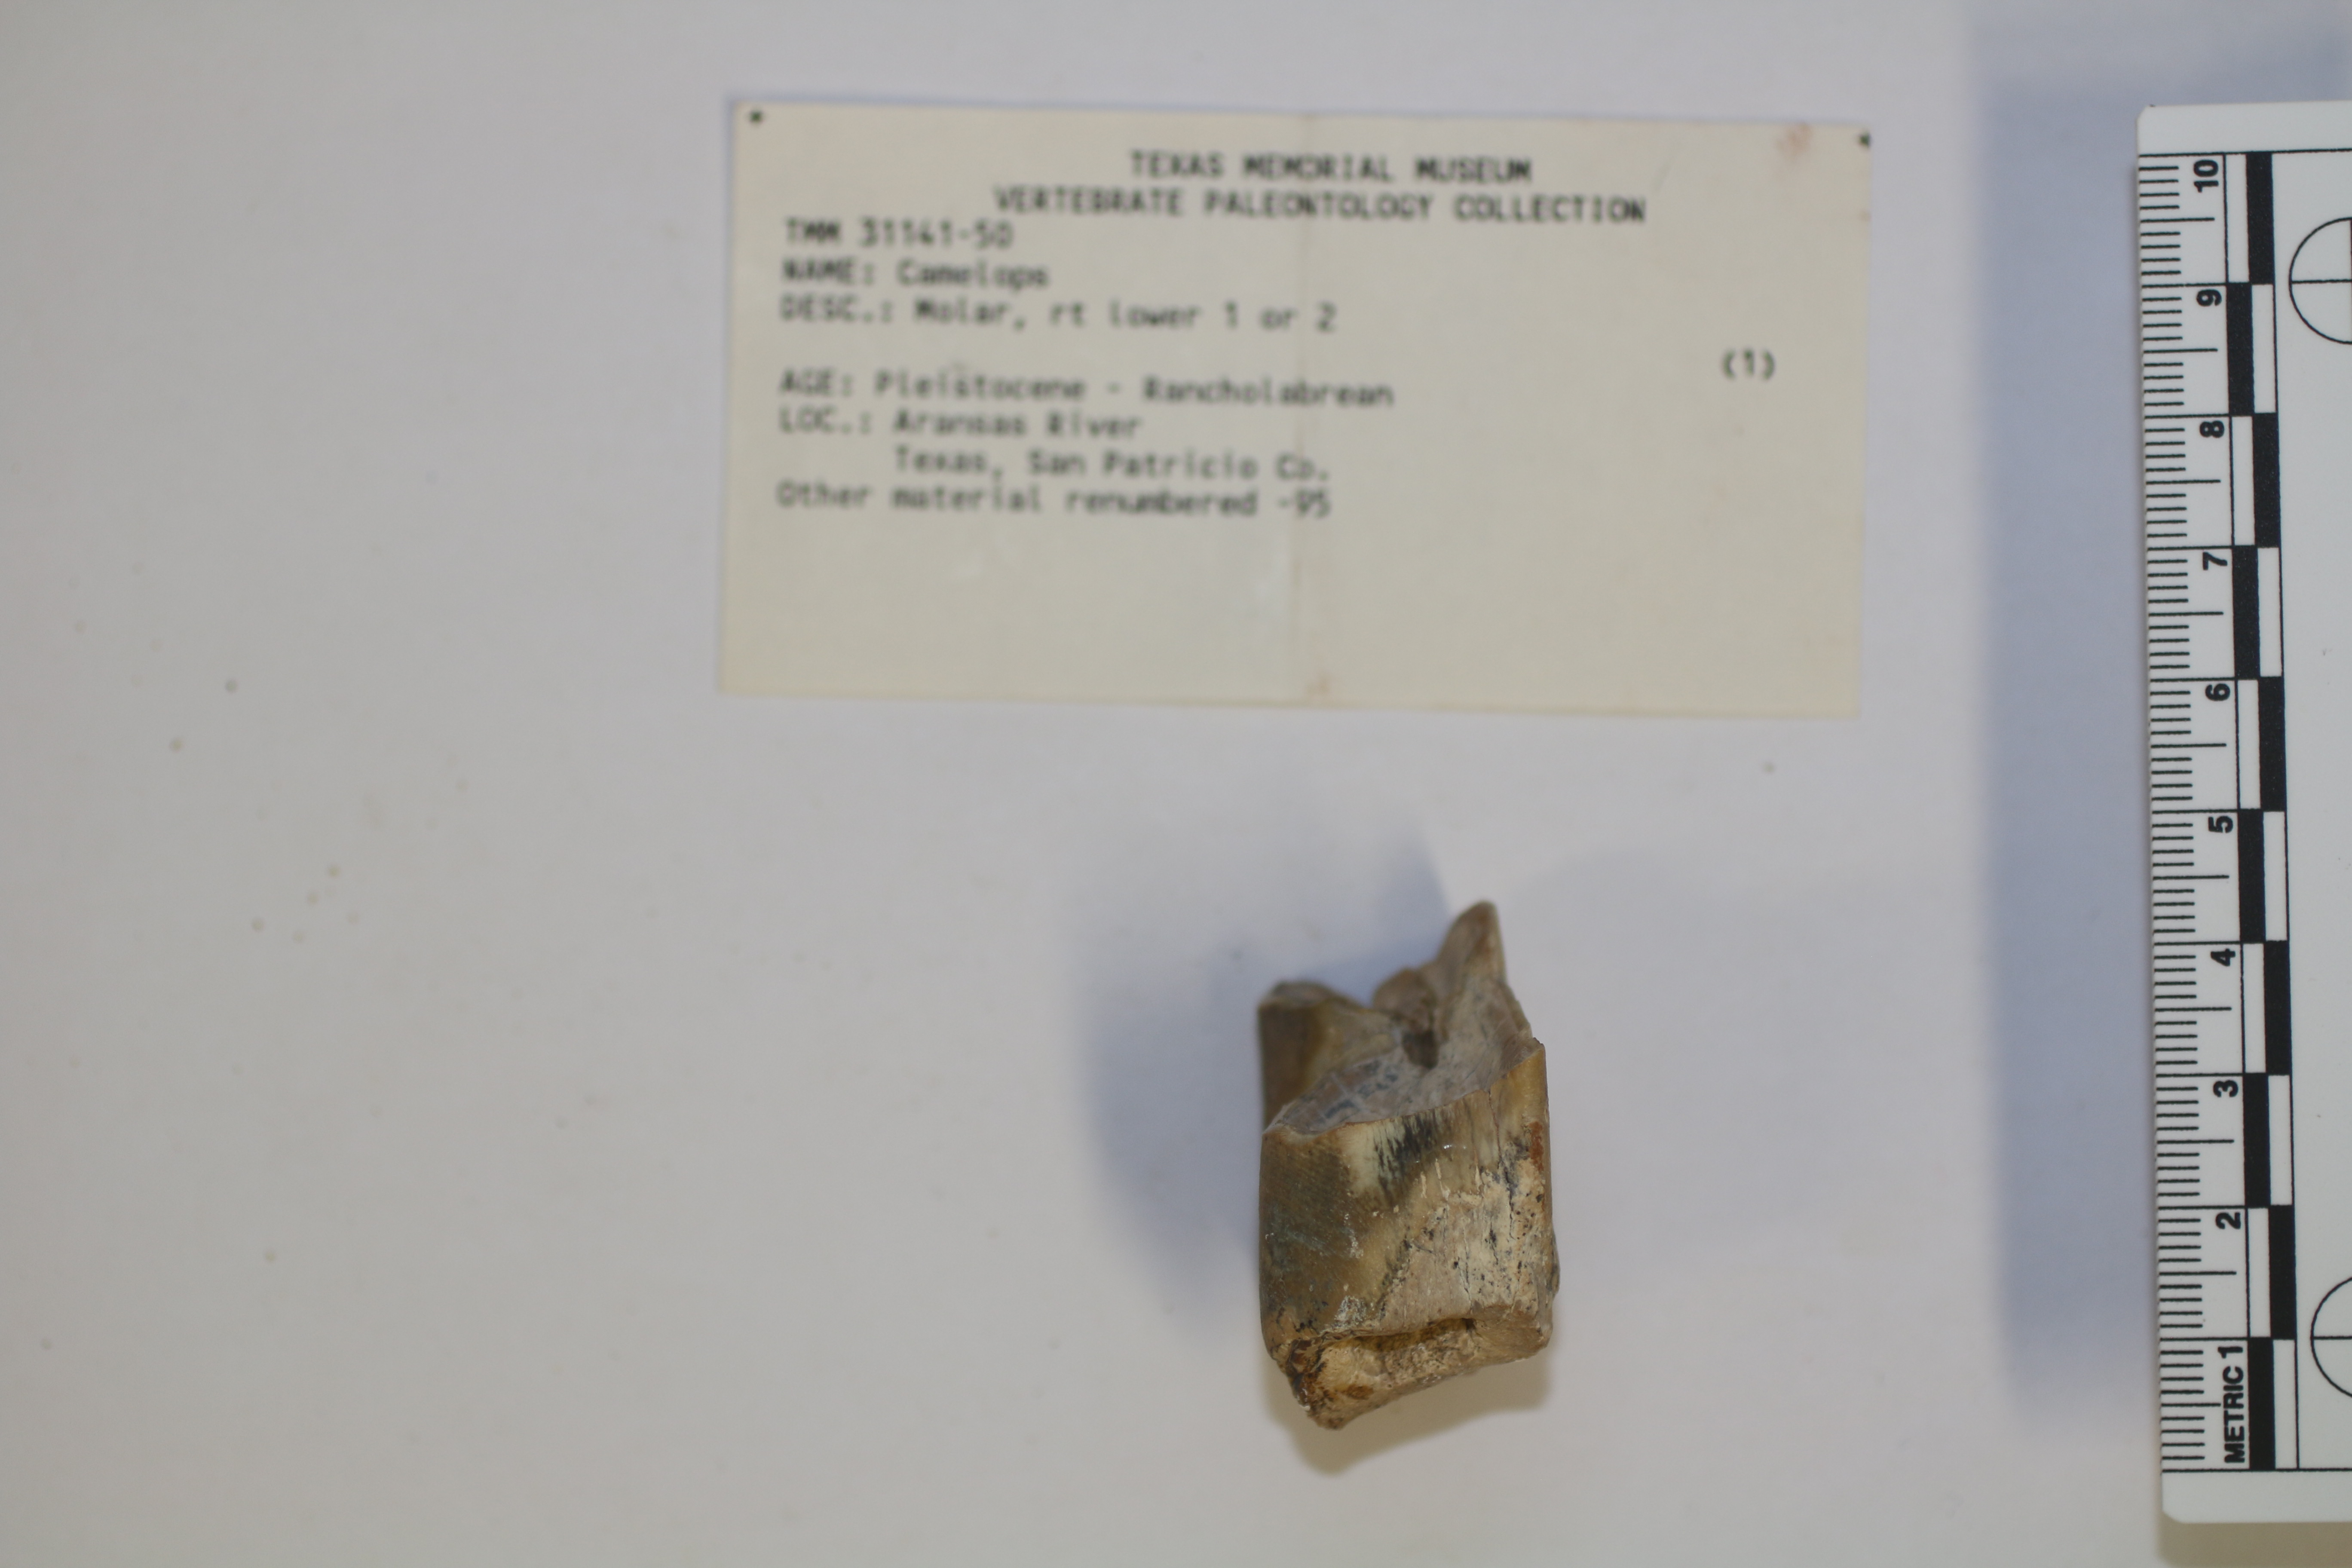 TEXAS MEMORIAL MUSEUM
VERTEBRATE PALEONTOLOGY COLLECTION
TMM 31141-50
NAME: Camelops
DESC.: Molar, rt lower 1 or 2
(1)
AGE: Pleistocene - Rancholabrean
LOC.: Aransas River
Texas, San Patricio Co.
Other material renumbered -95
10
9
8
7
6
5
4
3
2
METRIC 1